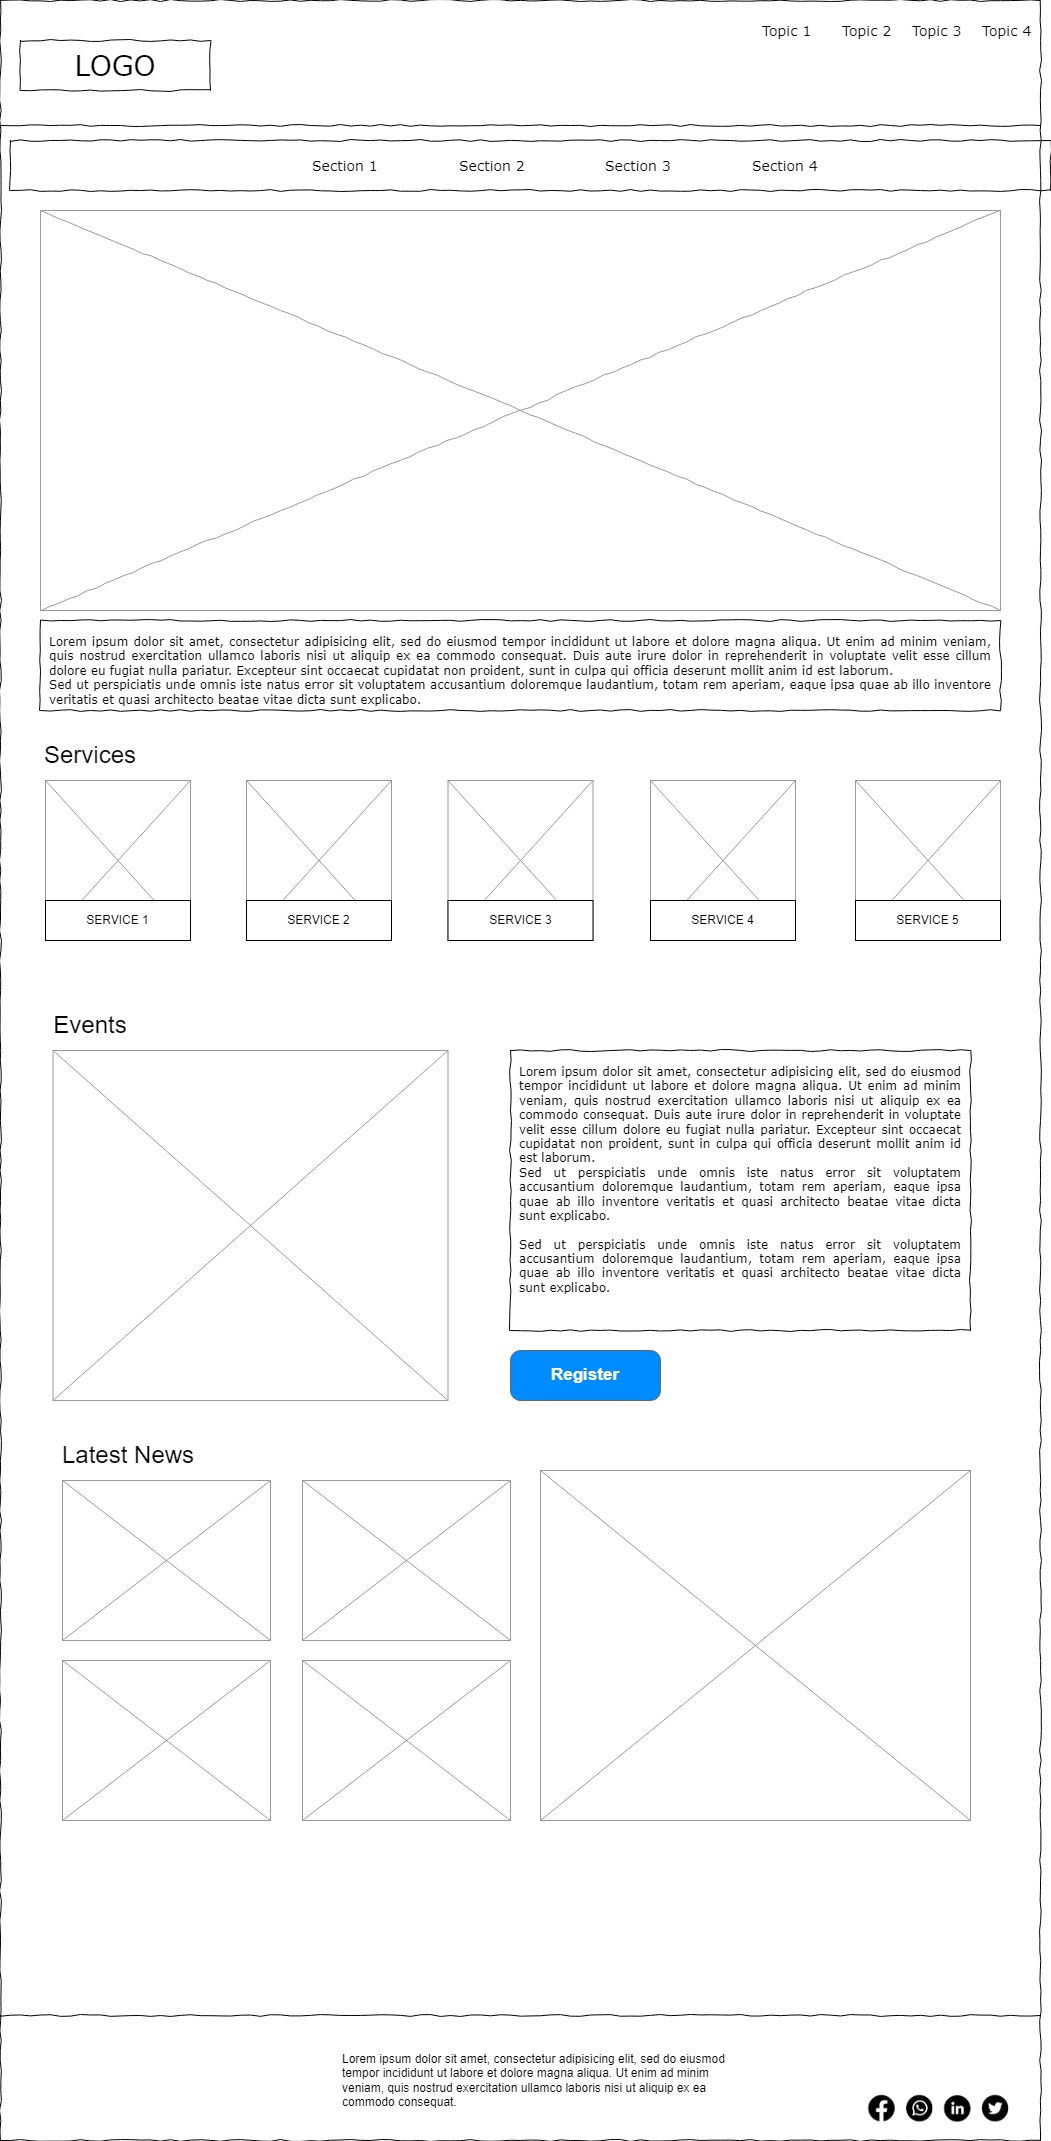 Topic 1 Topic 2 Topic 3 Topic 4
LOGO
Section 1 Section 2 Section 3 Section 4
Lorem ipsum dolor sit amet, consectetur adipisicing elit, sed do eiusmod tempor incididunt ut labore et dolore magna aliqua. Ut enim ad minim veniam,
quis nostrud exercitation ullamco laboris nisi ut aliquip ex ea commodo consequat. Duis aute irure dolor in reprehenderit in voluptate velit esse cillum
dolore eu fugiat nulla pariatur. Excepteur sint occaecat cupidatat non proident, sunt in culpa qui officia deserunt mollit anim id est laborum.
Sed ut perspiciatis unde omnis iste natus error sit voluptatem accusantium doloremque laudantium, totam rem aperiam, eaque ipsa quae ab illo inventore
veritatis et quasi architecto beatae vitae dicta sunt explicabo.
Services
SERVICE 1 SERVICE 2 SERVICE 3 SERVICE 4 SERVICE 5
Events
Lorem ipsum dolor sit amet, consectetur adipisicing elit, sed do eiusmod
tempor incididunt ut labore et dolore magna aliqua. Ut enim ad minim
veniam, quis nostrud exercitation ullamco laboris nisi ut aliquip ex ea
commodo consequat. Duis aute irure dolor in reprehenderit in voluptate
velit esse cillum dolore eu fugiat nulla pariatur. Excepteur sint occaecat
cupidatat non proident, sunt in culpa qui officia deserunt mollit anim id
est laborum.
Sed ut perspiciatis unde omnis iste natus error sit voluptatem
accusantium doloremque laudantium, totam rem aperiam, eaque ipsa
quae ab illo inventore veritatis et quasi architecto beatae vitae dicta
sunt explicabo.
Sed ut perspiciatis unde omnis iste natus error sit voluptatem
accusantium doloremque laudantium, totam rem aperiam, eaque ipsa
quae ab illo inventore veritatis et quasi architecto beatae vitae dicta
sunt explicabo.
Register
Latest News
Lorem ipsum dolor sit amet, consectetur adipisicing elit, sed do eiusmod
tempor incididunt ut labore et dolore magna aliqua. Ut enim ad minim
veniam, quis nostrud exercitation ullamco laboris nisi ut aliquip ex ea
commodo consequat.